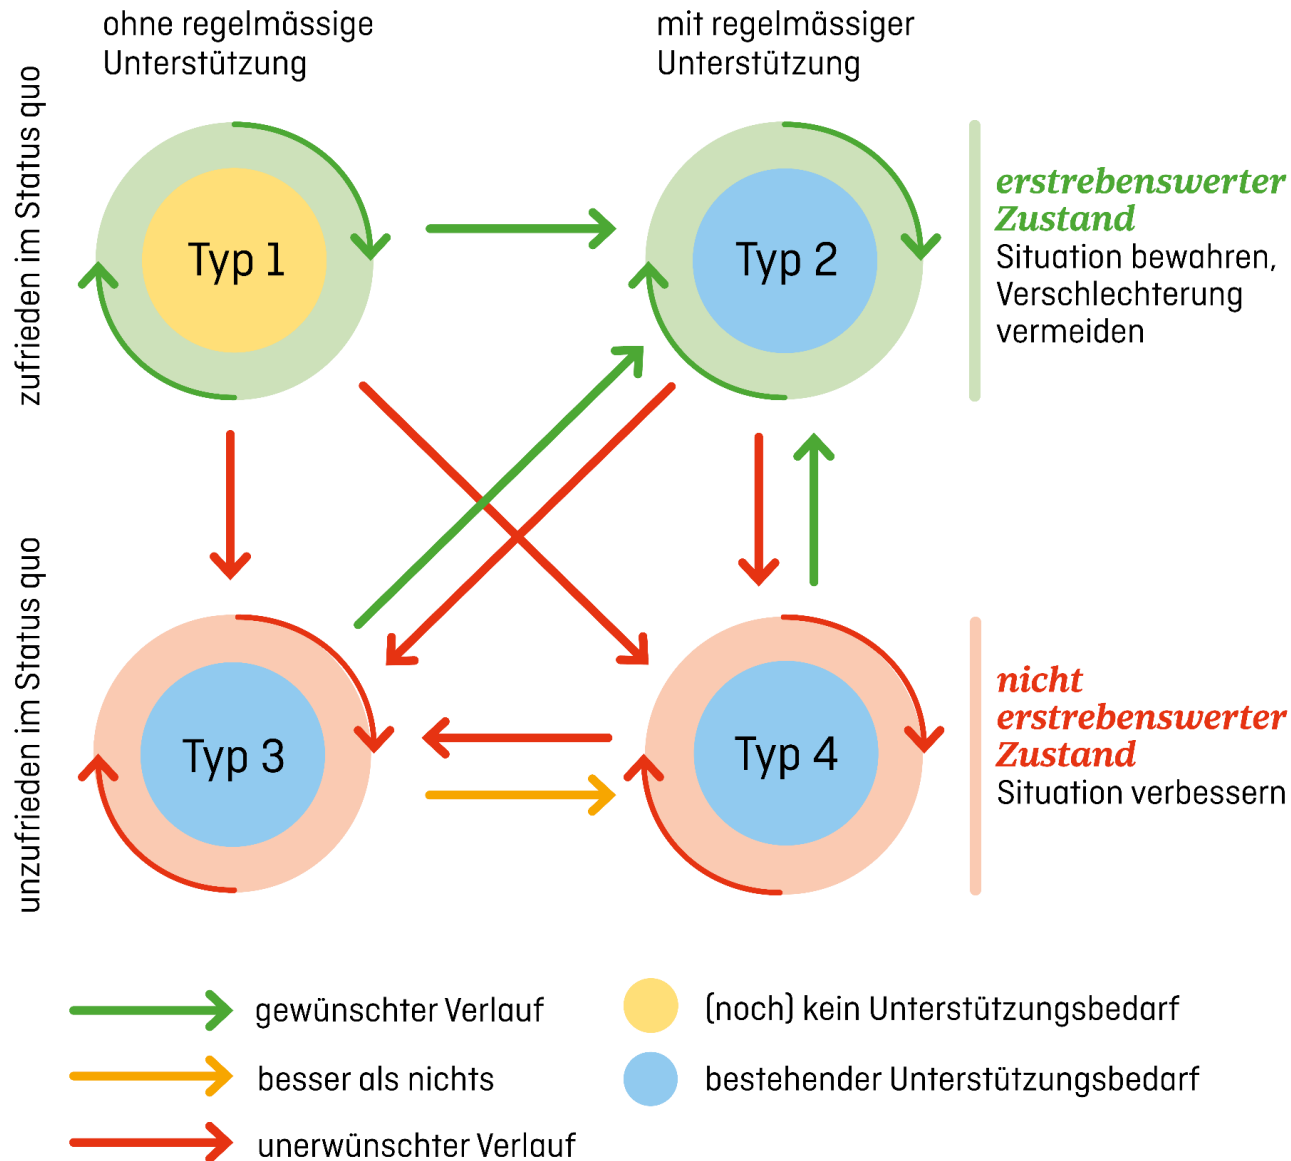 ohne regelmässige
Unterstützung
mit regelmässiger
Unterstützung
zufrieden im Status quo
Typ 1
Typ 2
erstrebenswerter
Zustand
Situation bewahren,
Verschlechterung
vermeiden
unzufrieden im Status quo
Typ 3
Typ 4
nicht
erstrebenswerter
Zustand
Situation verbessern
gewünschter Verlauf
besser als nichts
unerwünschter Verlauf
(noch) kein Unterstützungsbedarf
bestehender Unterstützungsbedarf